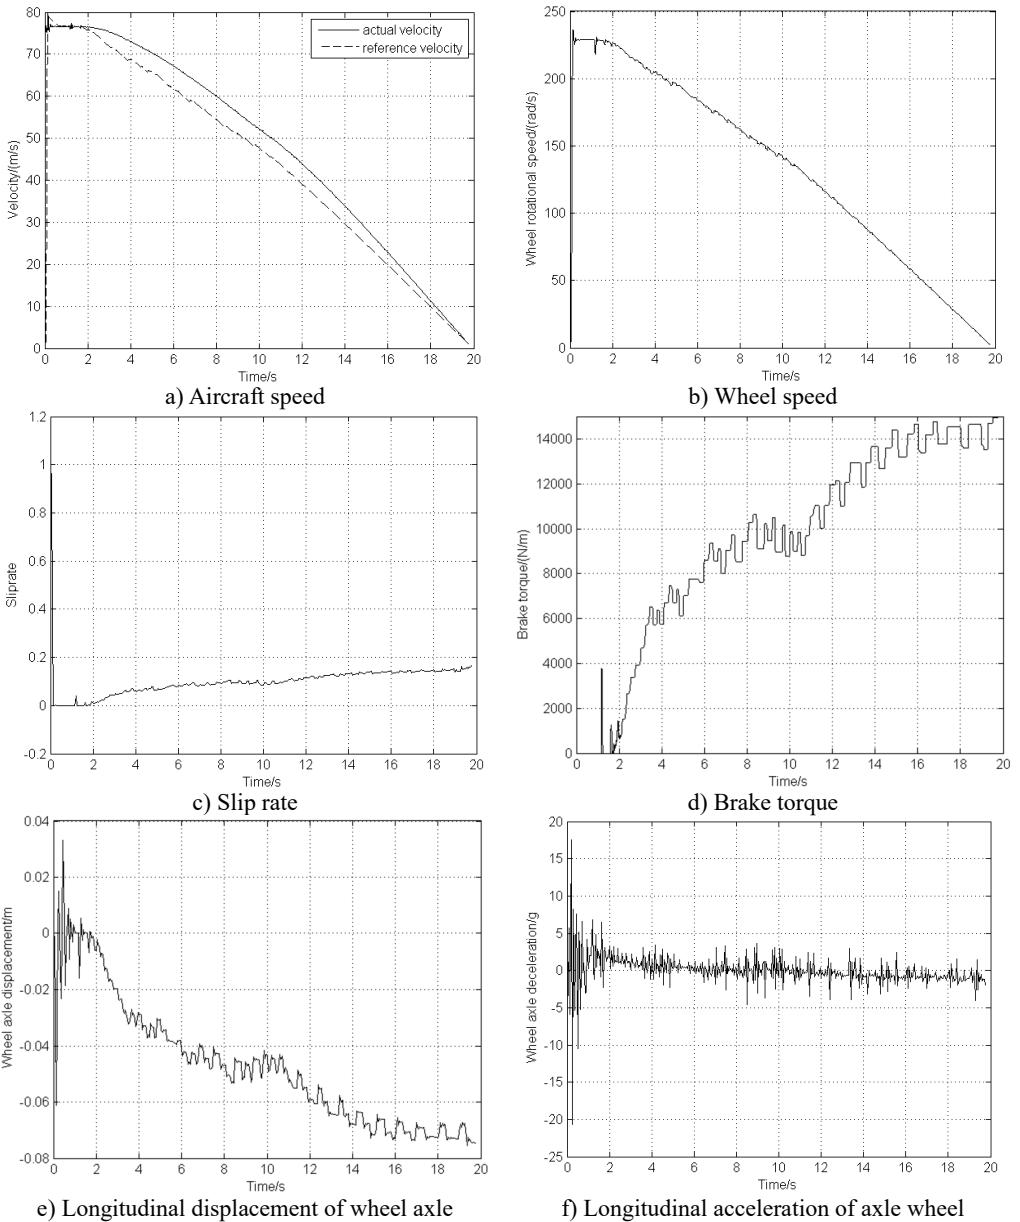 80
70
60
50
40
30
20
10
0
Velocity/(m/s)
actual velocity
reference velocity
0 2 4 6 8 10 12 14 16 18 20
Time/s
a) Aircraft speed
250
200
150
100
50
0
Wheel rotational speed/(rad/s)
0 2 4 6 8 10 12 14 16 18 20
Time/s
b) Wheel speed
1.2
1
0.8
0.6
0.4
0.2
0
-0.2
Sliprate
0 2 4 6 8 10 12 14 16 18 20
Time/s
c) Slip rate
14000
12000
10000
8000
6000
4000
2000
0
Brake torque/(N/m)
0 2 4 6 8 10 12 14 16 18 20
Time/s
d) Brake torque
0.04
0.02
0
-0.02
-0.04
-0.06
-0.08
Wheel axle displacement/m
0 2 4 6 8 10 12 14 16 18 20
Time/s
e) Longitudinal displacement of wheel axle
20
15
10
5
0
-5
-10
-15
-20
-25
Wheel axle deceleration/g
0 2 4 6 8 10 12 14 16 18 20
Time/s
f) Longitudinal acceleration of axle wheel